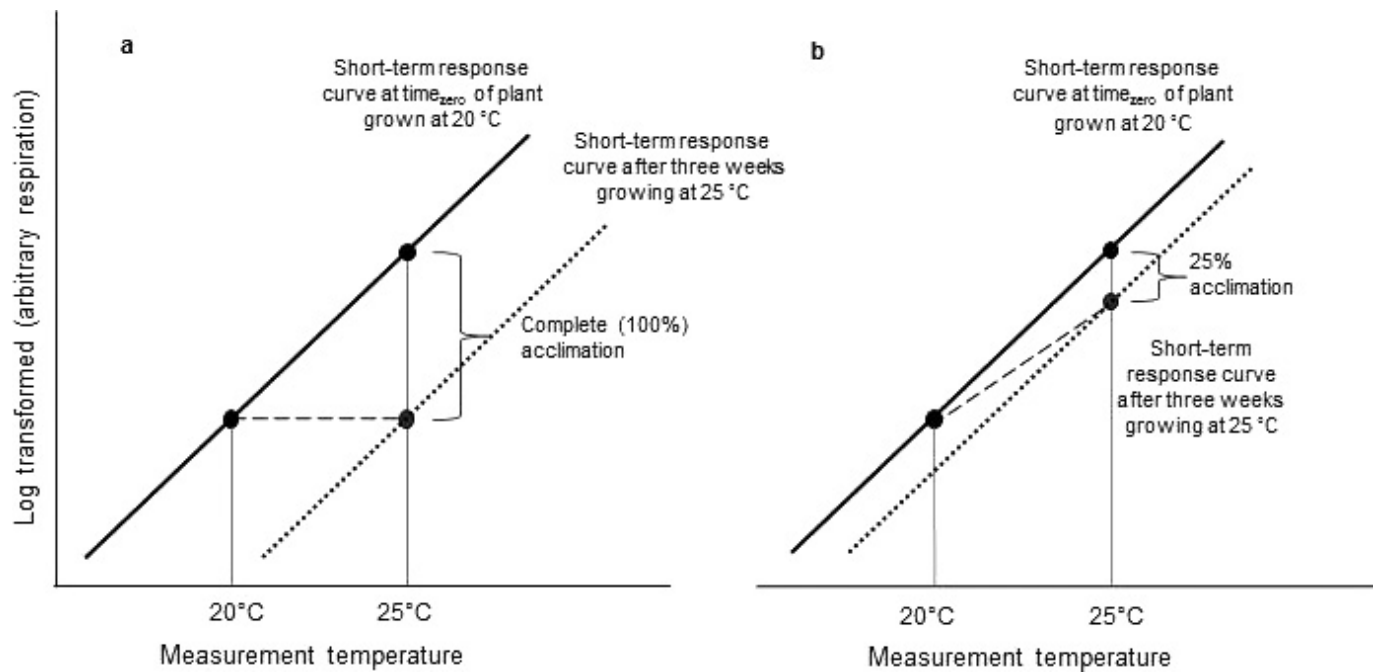 a
Short-term response
curve at timezero of plant
grown at 20 °C
Short-term response
curve after three weeks
growing at 25 °C
Complete (100%)
acclimation
Log transformed (arbitrary respiration)
20°C
25°C
Measurement temperature
b
Short-term response
curve at timezero of plant
grown at 20 °C
25%
acclimation
Short-term
response curve
after three weeks
growing at 25 °C
20°C
25°C
Measurement temperature